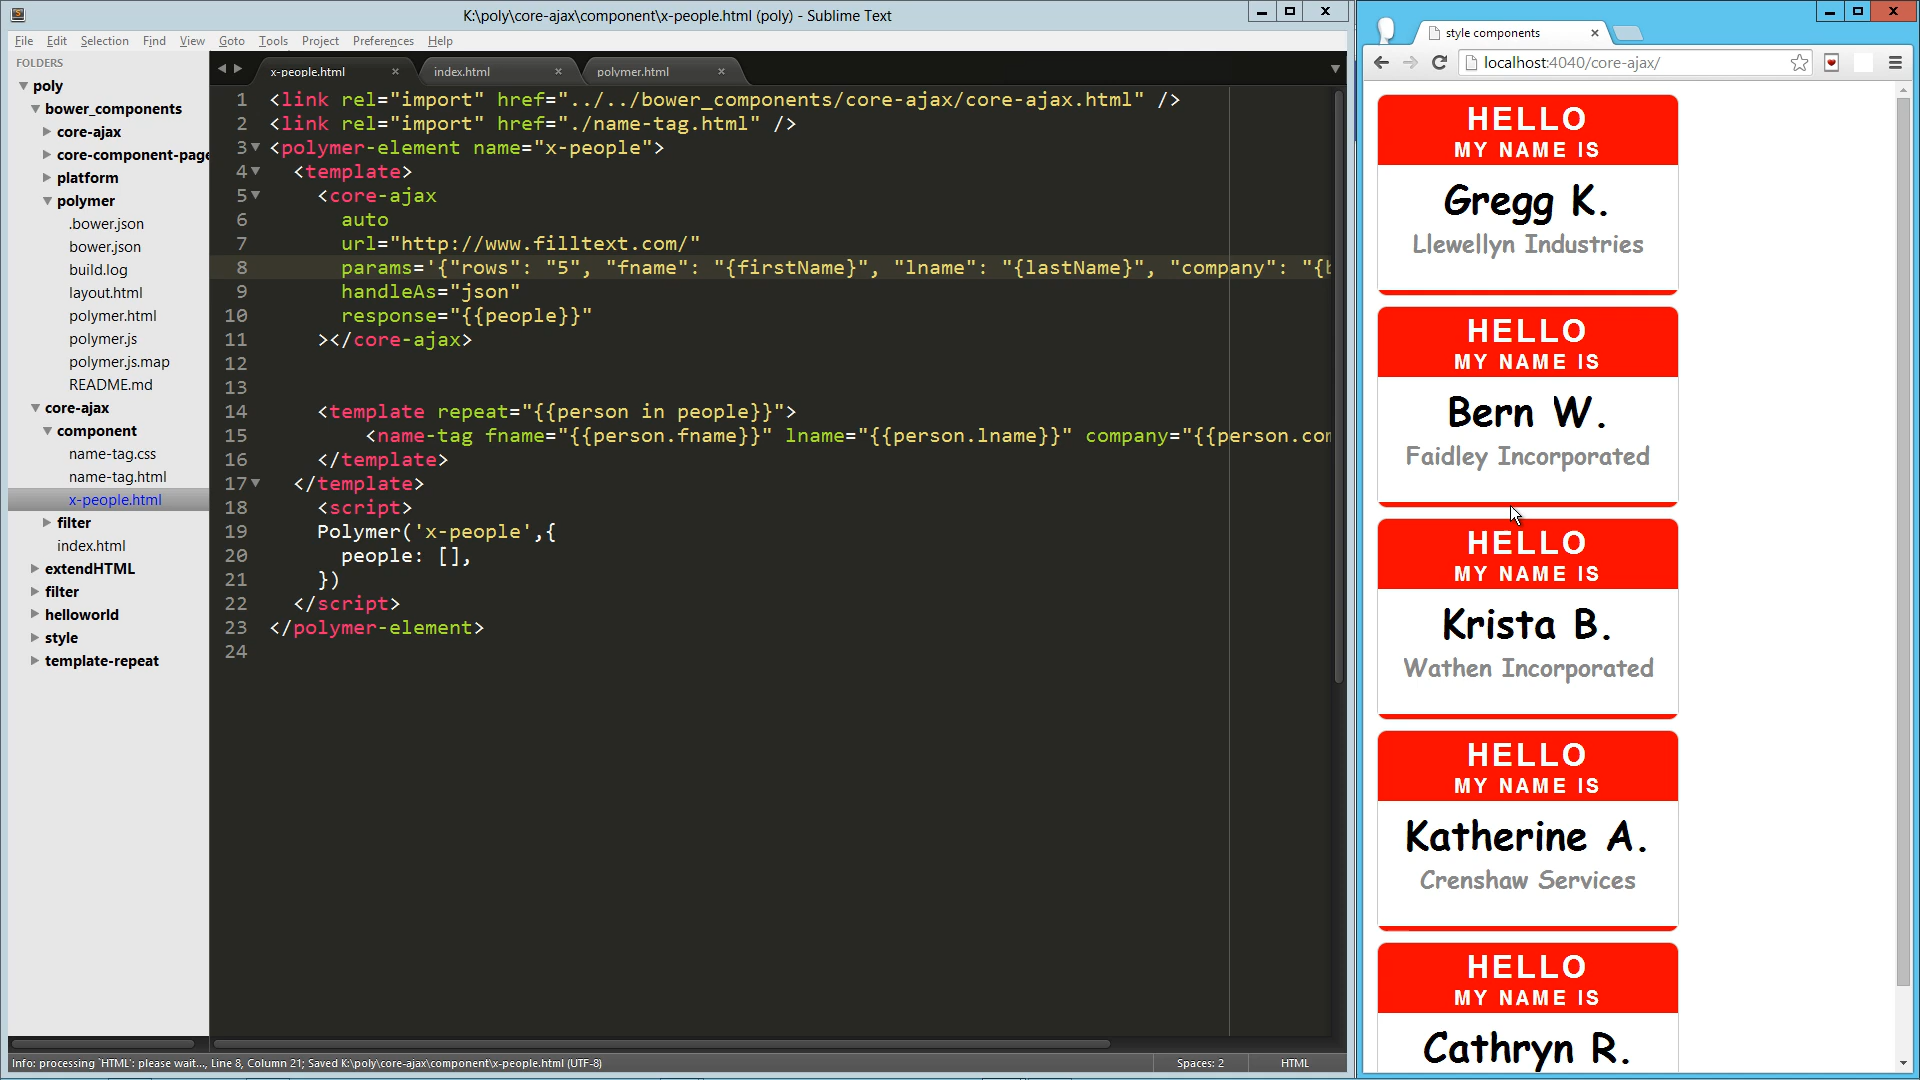 K:\poly\core-ajax\component\x-people.html (poly) - Sublime Text
File Edit Selection Find View Goto Tools Project Preferences Help
FOLDERS
poly
bower_components
core-ajax
core-component-page
platform
polymer
.bower.json
bower.json
build.log
layout.html
polymer.html
polymer.js
polymer.js.map
README.md
core-ajax
component
name-tag.css
name-tag.html
x-people.html
filter
index.html
extendHTML
filter
helloworld
style
template-repeat
x-people.html index.html polymer.html
1 <link rel="import" href="../../bower_components/core-ajax/core-ajax.html" />
2 <link rel="import" href="./name-tag.html" />
3 <polymer-element name="x-people">
4 <template>
5 <core-ajax
6 auto
7 url="http://www.filltext.com/"
8 params='{"rows": "5", "fname": "{firstName}", "lname": "{lastName}", "company": "{b
9 handleAs="json"
10 response="{{people}}"
11 ></core-ajax>
12
13
14 <template repeat="{{person in people}}">
15 <name-tag fname="{{person.fname}}" lname="{{person.lname}}" company="{{person.com
16 </template>
17 </template>
18 <script>
19 Polymer('x-people',{
20 people: [],
21 })
22 </script>
23 </polymer-element>
24
Info: processing `HTML': please wait..., Line 8, Column 21; Saved K:\poly\core-ajax\component\x-people.html (UTF-8)
Spaces: 2 HTML
style components
localhost:4040/core-ajax/
HELLO
MY NAME IS
Gregg K.
Llewellyn Industries
HELLO
MY NAME IS
Bern W.
Faidley Incorporated
HELLO
MY NAME IS
Krista B.
Wathen Incorporated
HELLO
MY NAME IS
Katherine A.
Crenshaw Services
HELLO
MY NAME IS
Cathryn R.